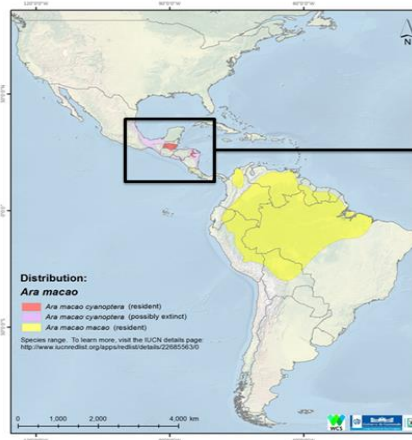 N
Distribution:
Ara macao
Ara macao cyanoptera (resident)
Ara macao cyanoptera (possibly extinct)
Ara macao macao (resident)
Species range. To learn more, visit the IUCN details page:
http://www.iucnredlist.org/apps/redlist/details/22685563/0
0 1,000 2,000 4,000 km
WCS